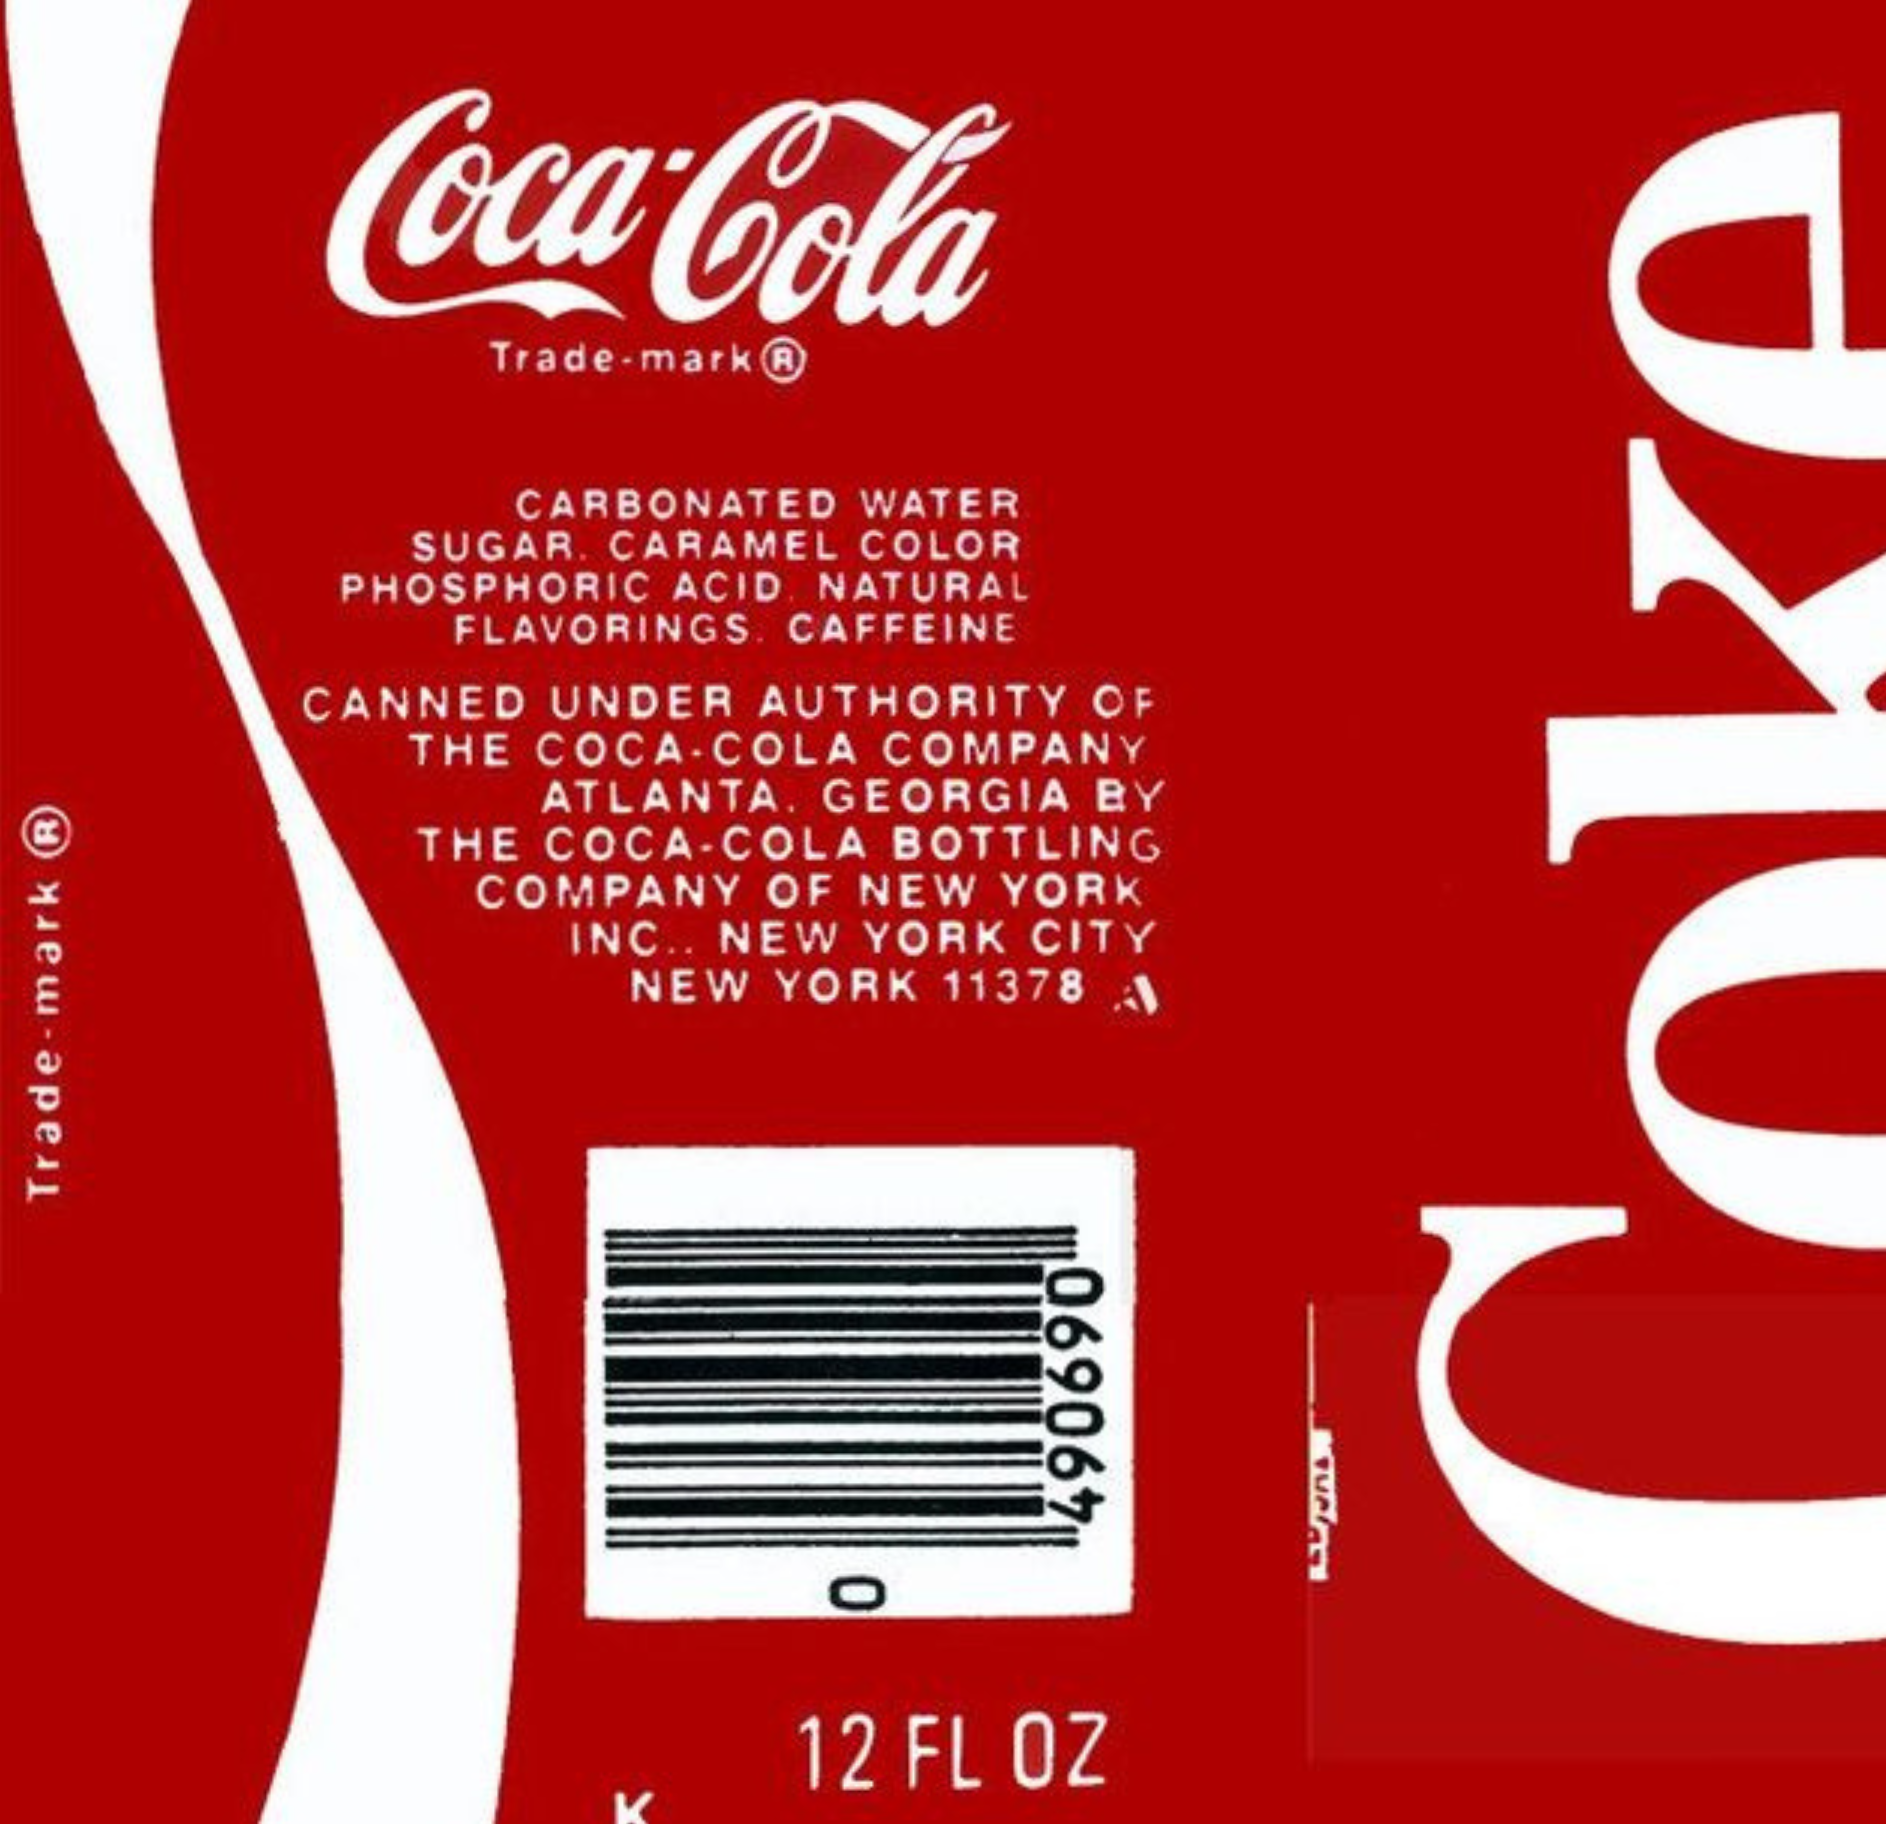 Coca-Cola
Trade-mark®
CARBONATED WATER
SUGAR. CARAMEL COLOR
PHOSPHORIC ACID. NATURAL
FLAVORINGS. CAFFEINE
CANNED UNDER AUTHORITY OF
THE COCA-COLA COMPANY
ATLANTA. GEORGIA BY
THE COCA-COLA BOTTLING
COMPANY OF NEW YORK
INC.. NEW YORK CITY
NEW YORK 11378
069064
0
12 FL OZ
K
Trade-mark ®
Coke